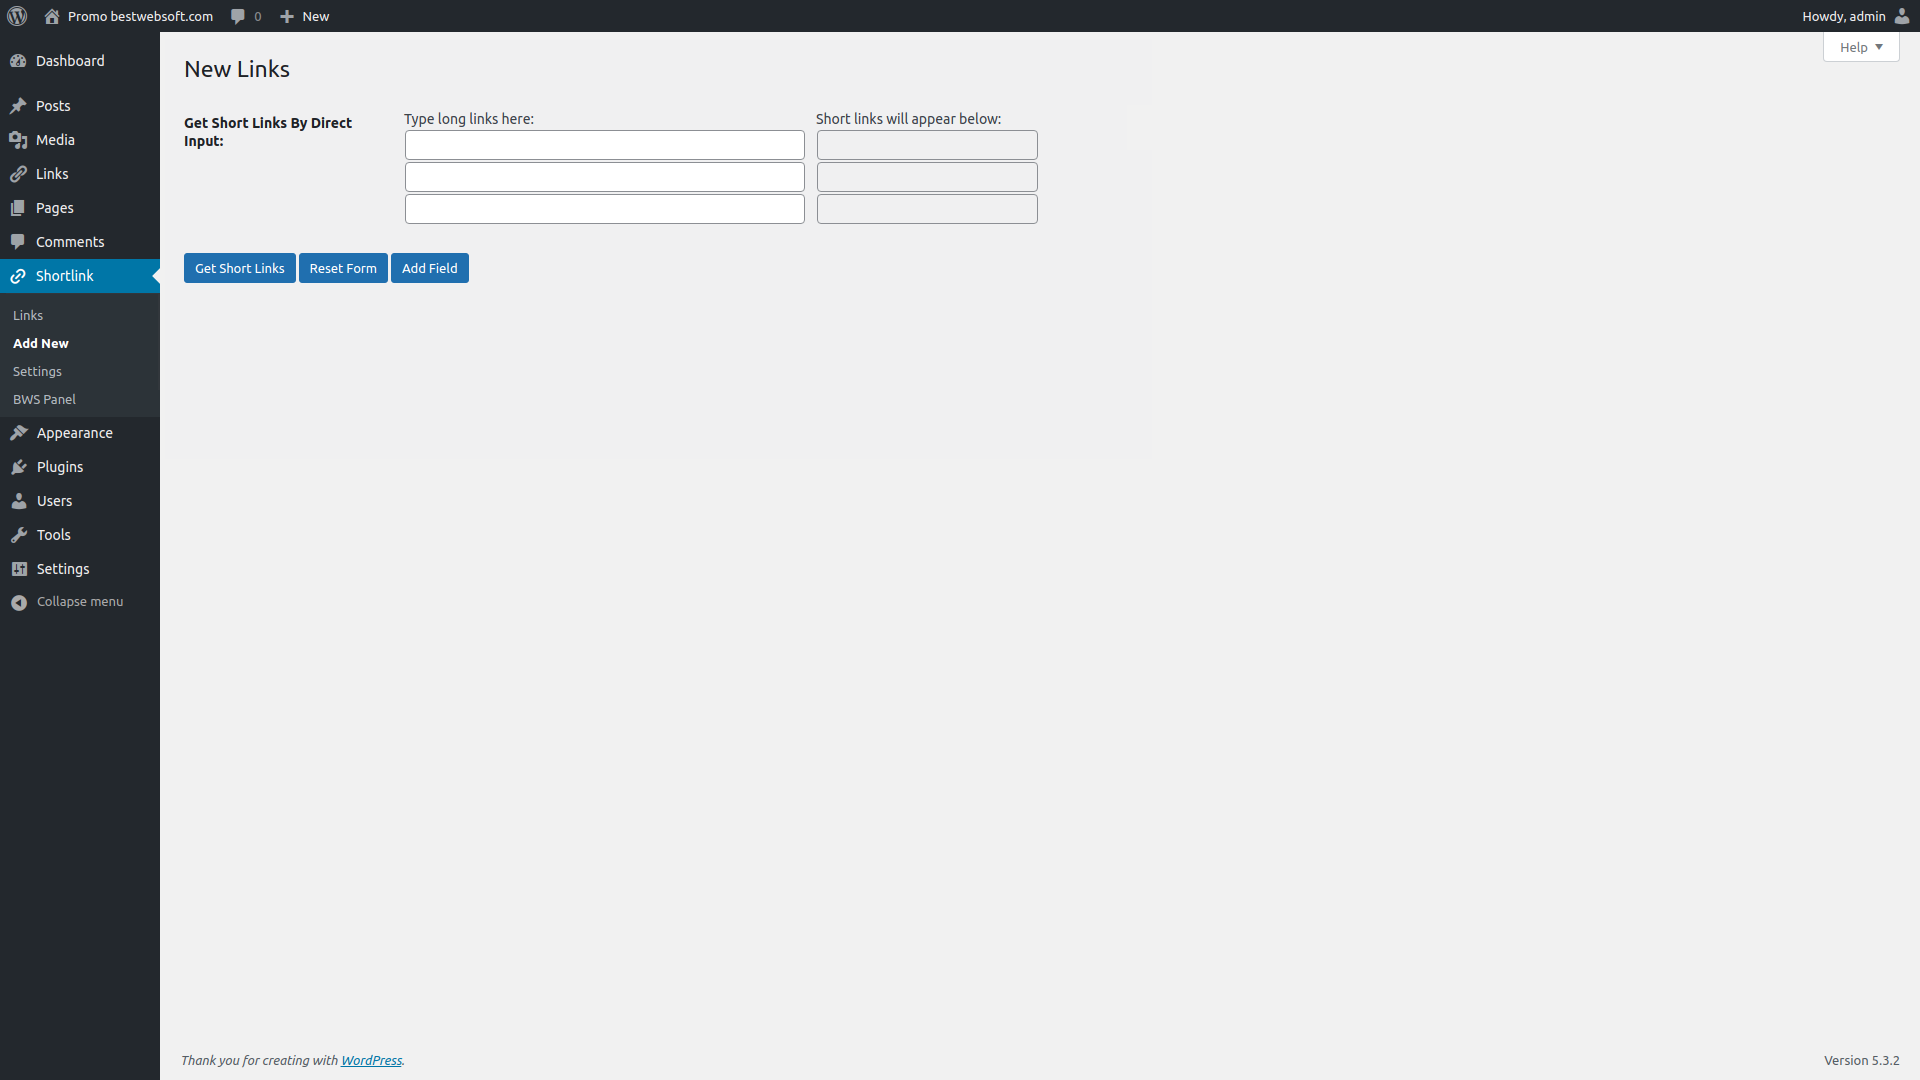 Promo bestwebsoft.com
0
New
Howdy, admin
Help
Dashboard
Posts
Media
Links
Pages
Comments
Shortlink
Links
Add New
Settings
BWS Panel
Appearance
Plugins
Users
Tools
Settings
Collapse menu
New Links
Get Short Links By Direct
Input:
Type long links here:
Short links will appear below:
Get Short Links
Reset Form
Add Field
Thank you for creating with WordPress.
Version 5.3.2